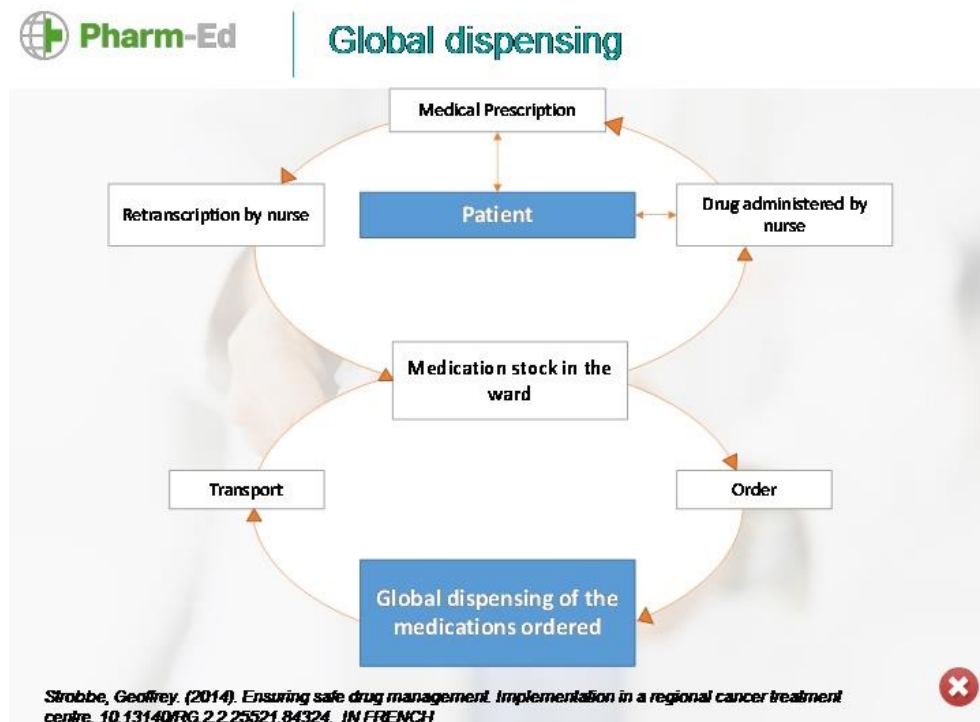 Pharm-Ed
Global dispensing
Medical Prescription
Retranscription by nurse
Patient
Drug administered by
nurse
Medication stock in the
ward
Transport
Order
Global dispensing of the
medications ordered
Strobbe, Geoffrey. (2014). Ensuring safe drug management. Implementation in a regional cancer treatment
centre. 10.13140/RG.2.2.25521.84324. IN FRENCH